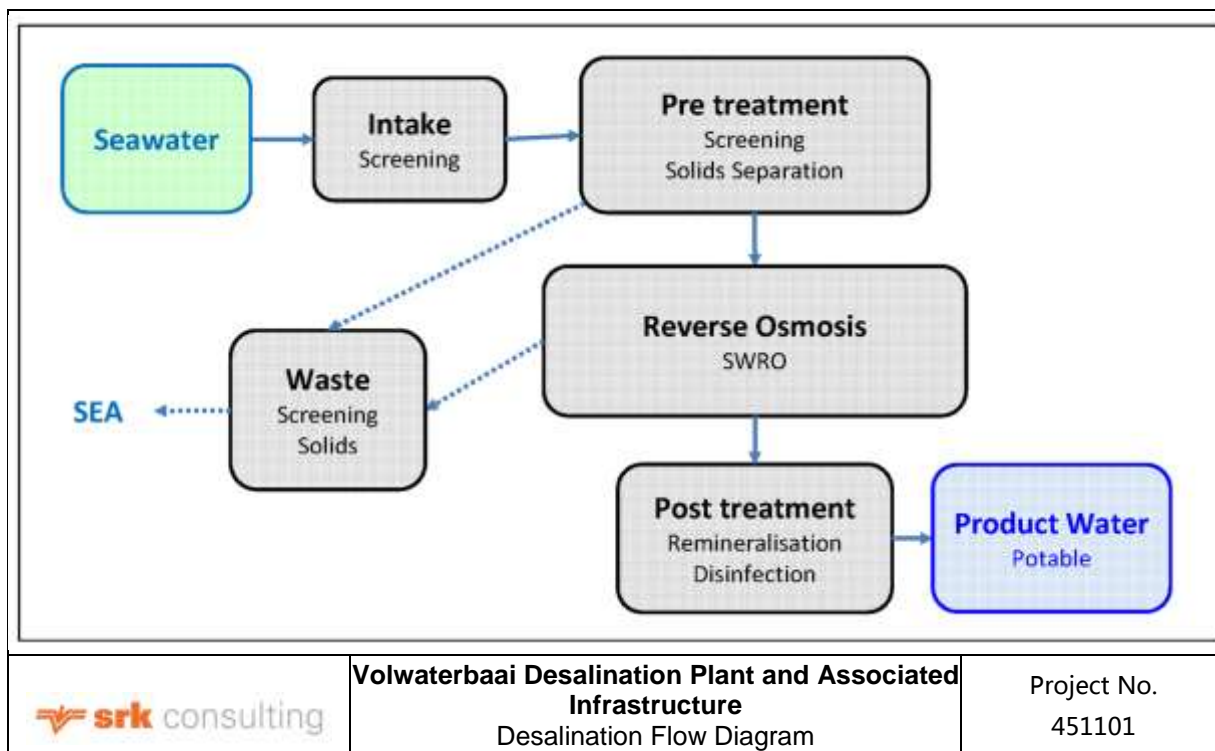 Seawater
Intake
Screening
Pre treatment
Screening
Solids Separation
Reverse Osmosis
SWRO
Waste
Screening
Solids
SEA
Post treatment
Remineralisation
Disinfection
Product Water
Potable
srk consulting
Volwaterbaai Desalination Plant and Associated
Infrastructure
Desalination Flow Diagram
Project No.
451101